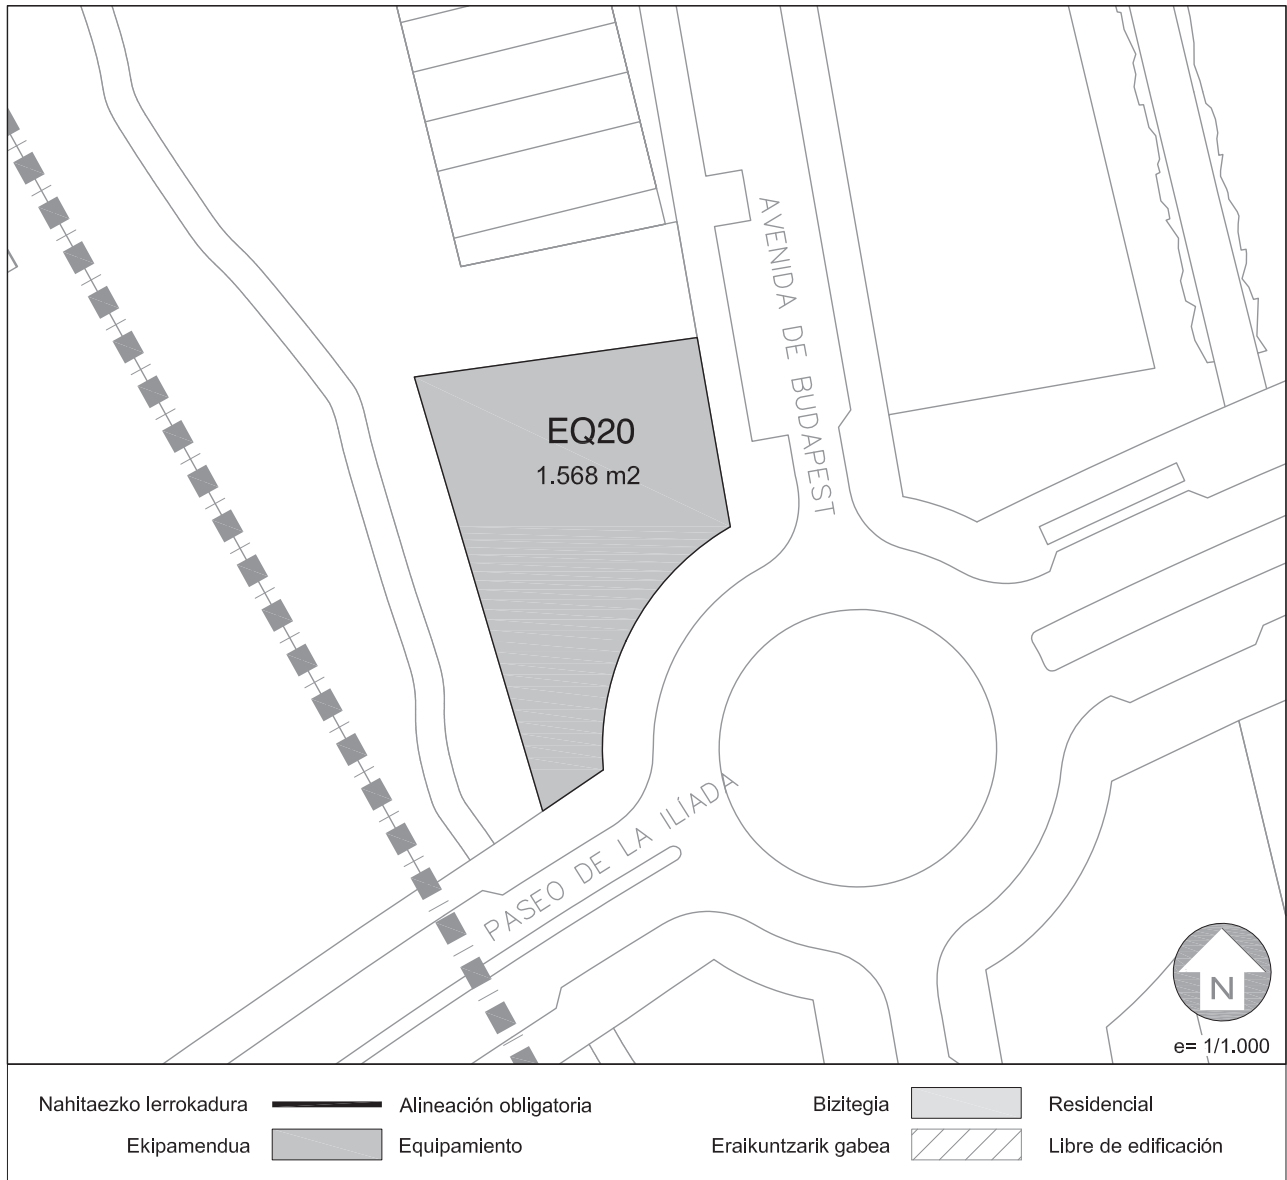 AVENIDA DE BUDAPEST
EQ20
1.568 m2
PASEO DE LA ILÍADA
N
e= 1/1.000
Nahitaezko lerrokadura Alineación obligatoria
Bizitegia Residencial
Ekipamendua Equipamiento
Eraikuntzarik gabea Libre de edificación